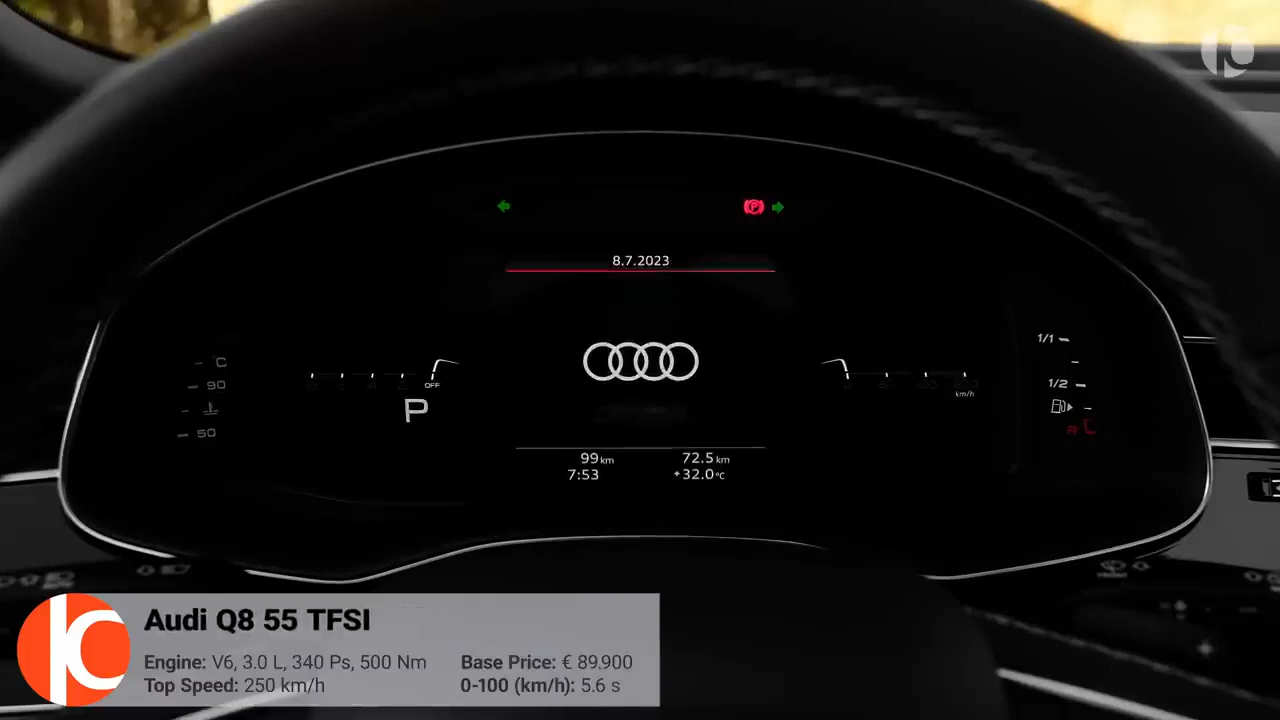 8.7.2023
°C
90
50
OFF
P
km/h
1/1
1/2
R
99 km
72.5 km
7:53
+32.0 °C
Audi Q8 55 TFSI
Engine: V6, 3.0 L, 340 Ps, 500 Nm
Base Price: € 89.900
Top Speed: 250 km/h
0-100 (km/h): 5.6 s